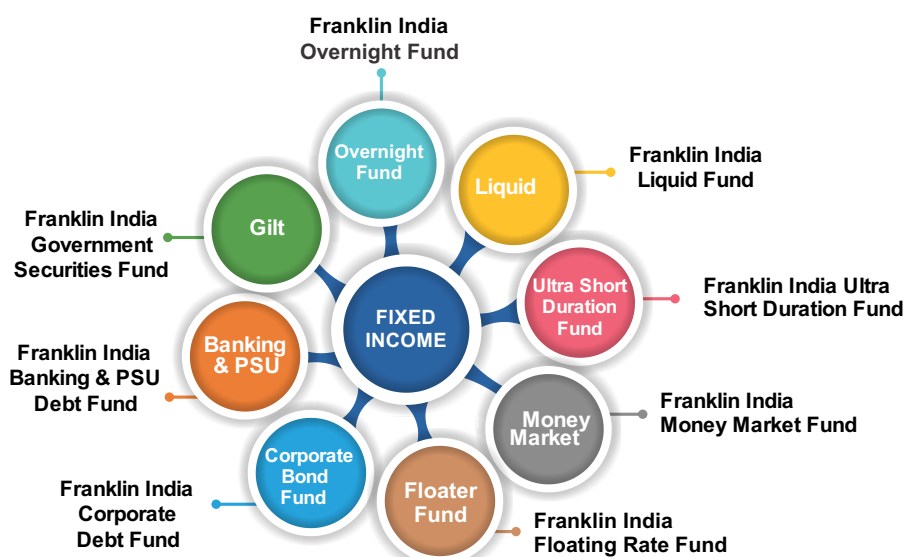 Franklin India
Overnight Fund
Overnight
Fund
Liquid
Franklin India
Liquid Fund
Gilt
Franklin India
Government
Securities Fund
Ultra Short
Duration
Fund
Franklin India Ultra
Short Duration Fund
FIXED
INCOME
Banking
& PSU
Franklin India
Banking & PSU
Debt Fund
Money
Market
Franklin India
Money Market Fund
Corporate
Bond
Fund
Franklin India
Corporate
Debt Fund
Floater
Fund
Franklin India
Floating Rate Fund